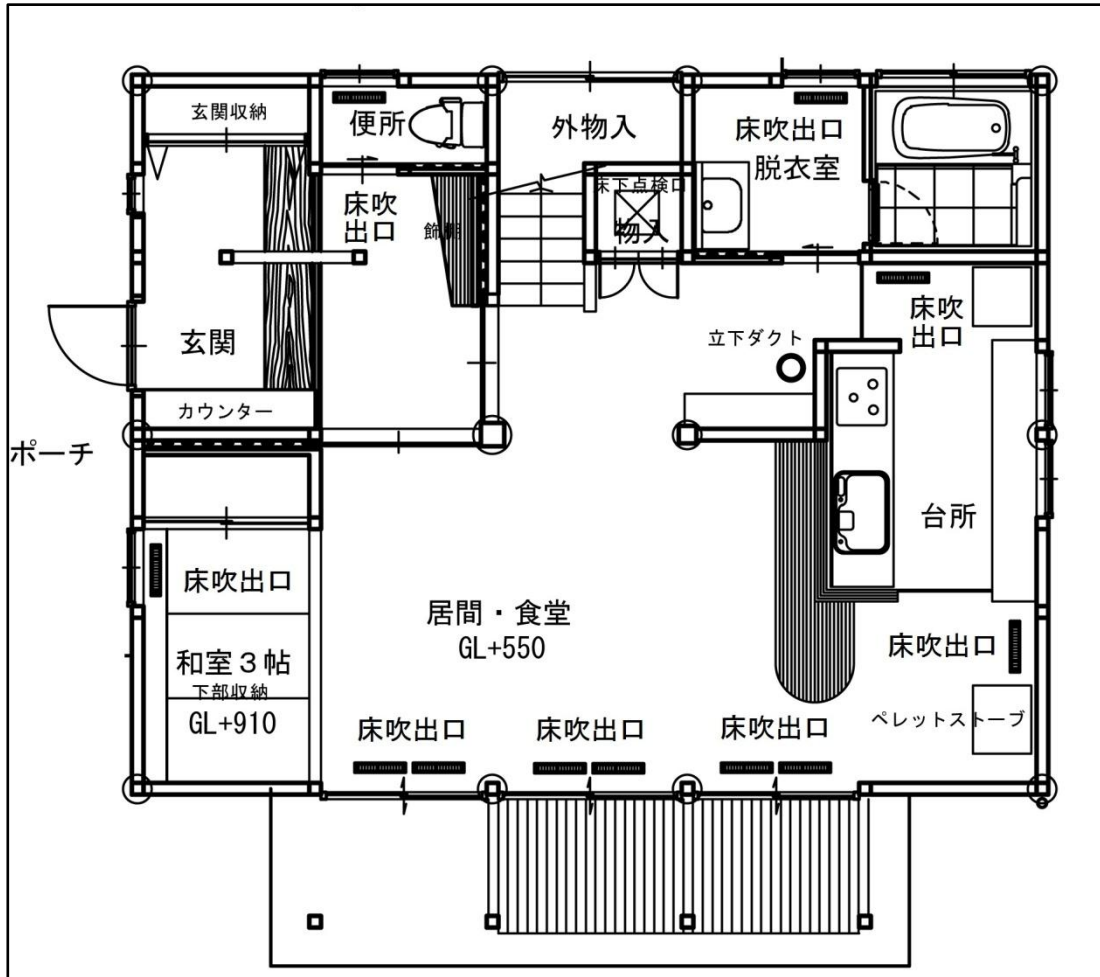 玄関収納
便所
外物入
床吹出口
脱衣室
床下点検口
物入
床吹
出口
飾棚
玄関
立下ダクト
床吹
出口
カウンター
ポーチ
台所
床吹出口
居間・食堂
GL+550
床吹出口
和室3帖
下部収納
GL+910
ペレットストーブ
床吹出口
床吹出口
床吹出口